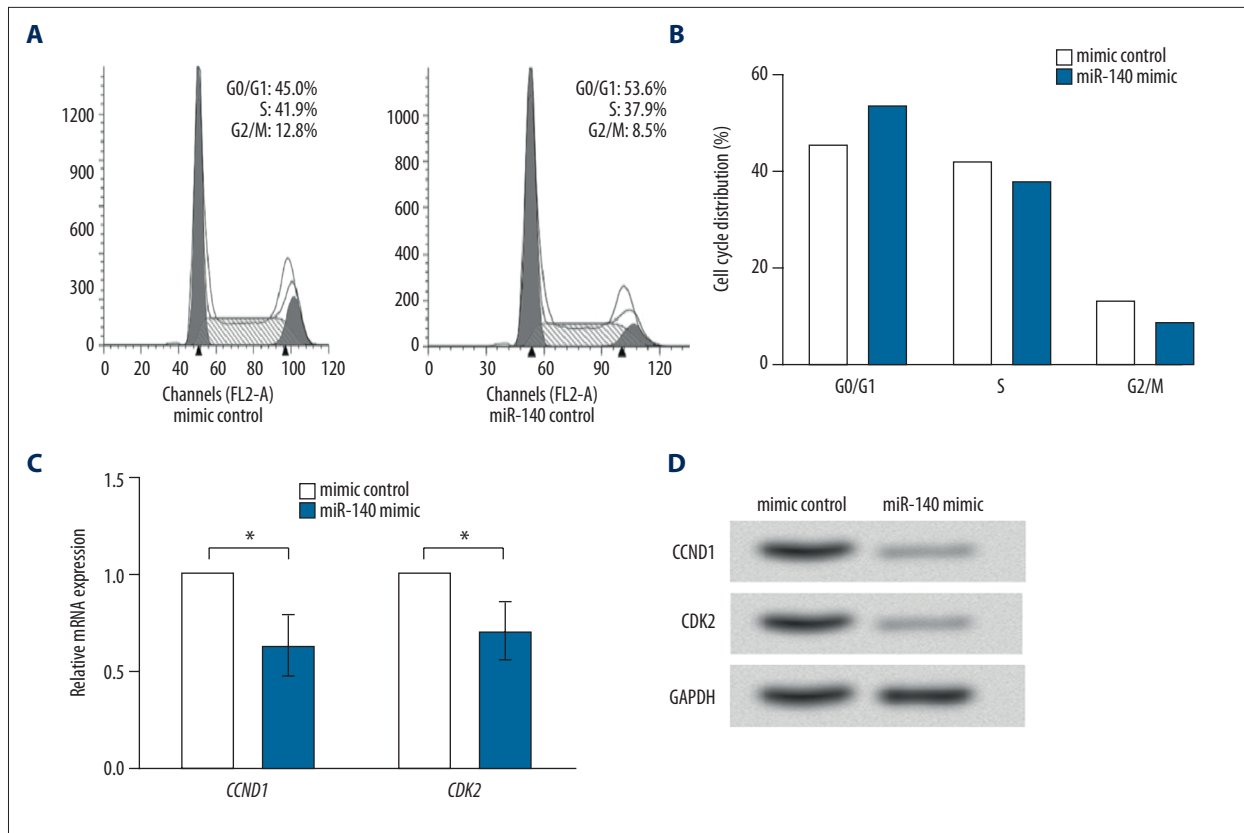 A
G0/G1: 45.0%
S: 41.9%
G2/M: 12.8%
1200
900
600
300
0
0 20 40 60 80 100 120
Channels (FL2-A)
mimic control
G0/G1: 53.6%
S: 37.9%
G2/M: 8.5%
1000
800
600
400
200
0
0 30 60 90 120
Channels (FL2-A)
miR-140 control
B
mimic control
miR-140 mimic
Cell cycle distribution (%)
60
40
20
0
G0/G1 S G2/M
C
mimic control
miR-140 mimic
Relative mRNA expression
1.5
1.0
0.5
0.0
* *
CCND1 CDK2
D
mimic control miR-140 mimic
CCND1
CDK2
GAPDH